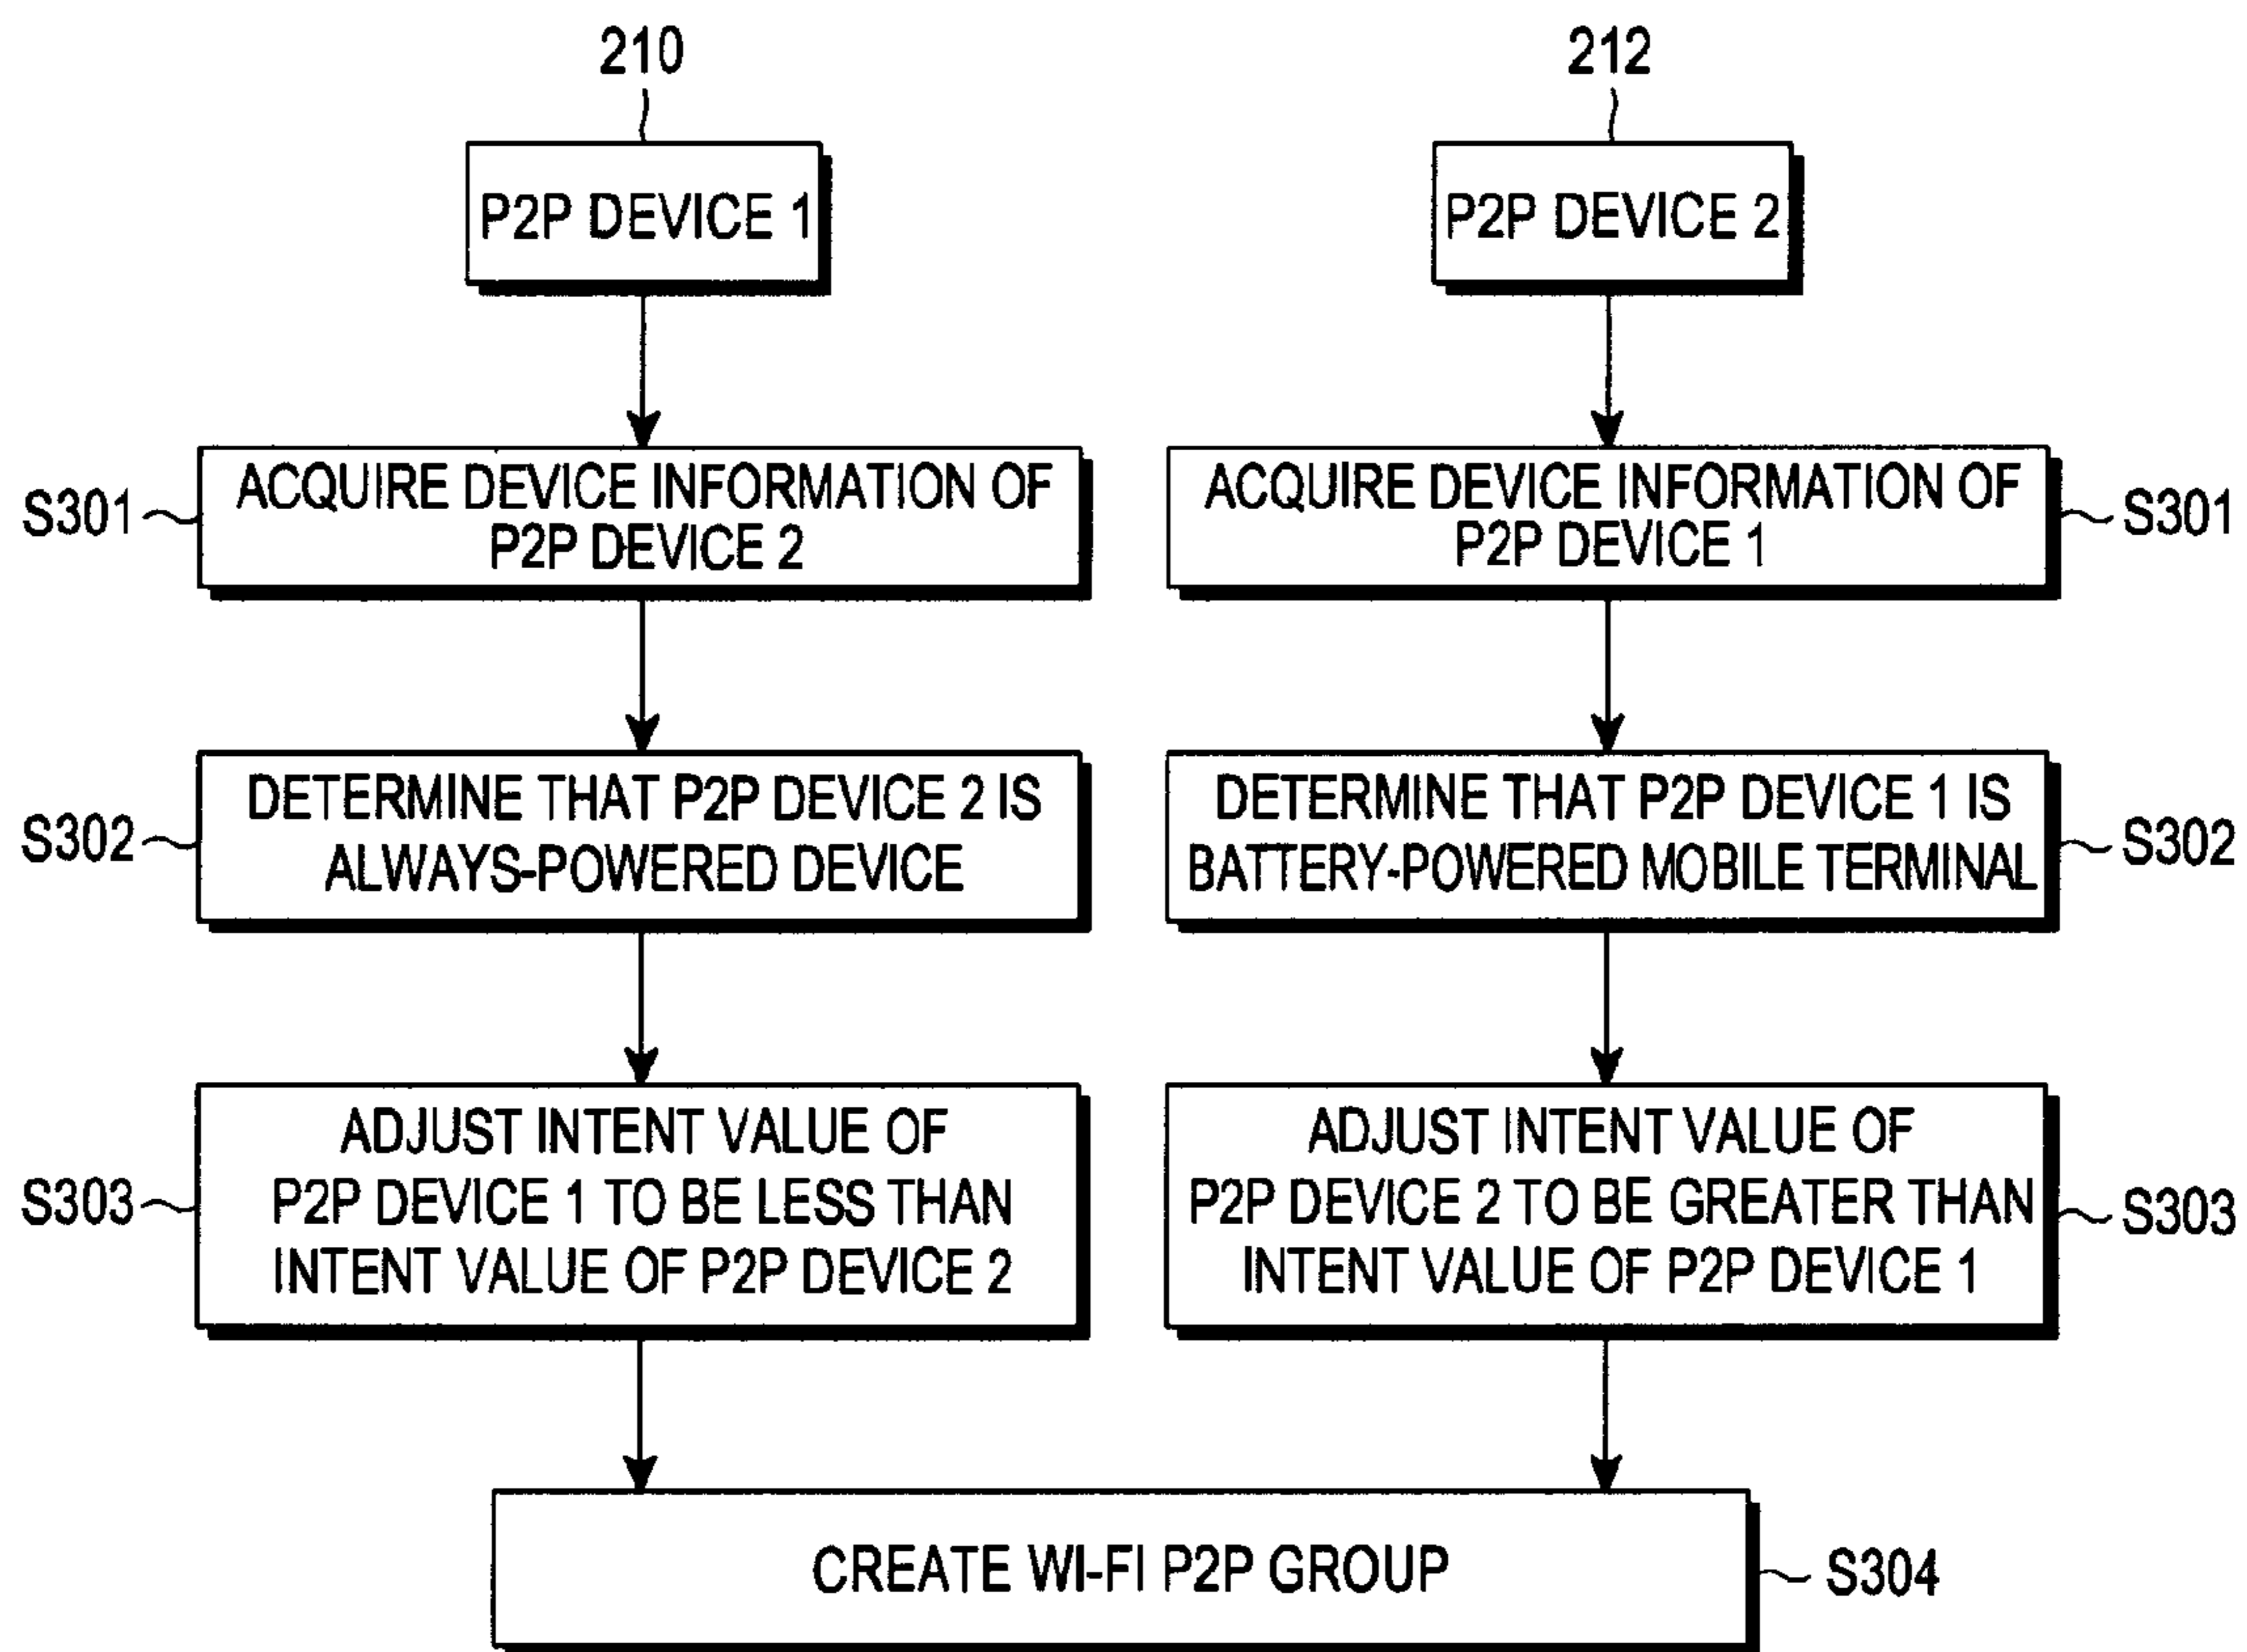 210
212
P2P DEVICE 1
P2P DEVICE 2
S301
ACQUIRE DEVICE INFORMATION OF
P2P DEVICE 2
ACQUIRE DEVICE INFORMATION OF
P2P DEVICE 1
S301
S302
DETERMINE THAT P2P DEVICE 2 IS
ALWAYS-POWERED DEVICE
DETERMINE THAT P2P DEVICE 1 IS
BATTERY-POWERED MOBILE TERMINAL
S302
S303
ADJUST INTENT VALUE OF
P2P DEVICE 1 TO BE LESS THAN
INTENT VALUE OF P2P DEVICE 2
ADJUST INTENT VALUE OF
P2P DEVICE 2 TO BE GREATER THAN
INTENT VALUE OF P2P DEVICE 1
S303
CREATE WI-FI P2P GROUP
S304